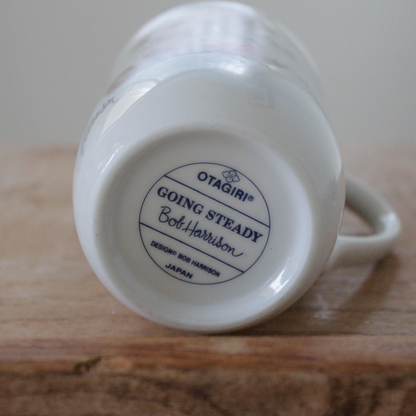 OTAGIRI®
GOING STEADY
Bob Harrison
DESIGN© BOB HARRISON
JAPAN